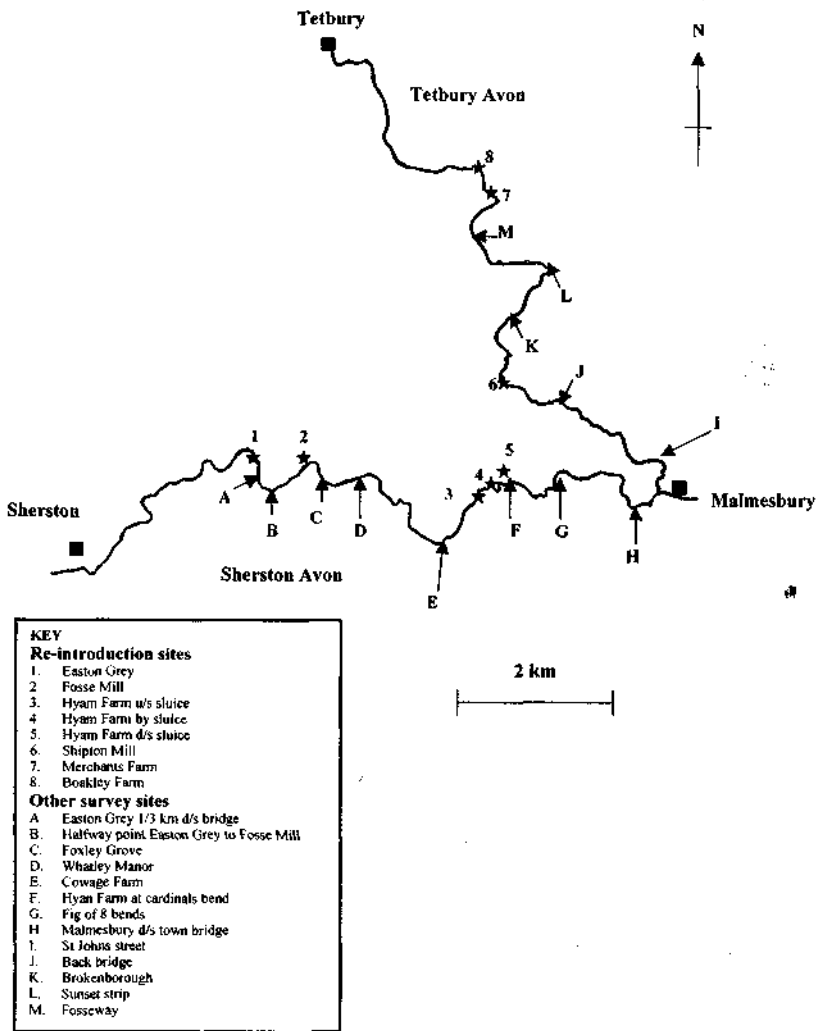 Tetbury
N
Tetbury Avon
8
7
M
L
K
J
6
I
1
2
5
4
3
A
B
C
D
F
G
Sherston
Malmesbury
H
Sherston Avon
E
2 km
KEY
Re-introduction sites
1. Easton Grey
2 Fosse Mill
3. Hyam Farm u/s sluice
4 Hyam Farm by sluice
5 Hyam Farm d/s sluice
6. Shipton Mill
7. Merchants Farm
8. Boakley Farm
Other survey sites
A Easton Grey 1/3 km d/s bridge
B. Halfway point Easton Grey to Fosse Mill
C. Foxley Grove
D. Whatley Manor
E. Cowage Farm
F. Hyan Farm at cardinals bend
G. Fig of 8 bends
H Malmesbury d/s town bridge
I. St Johns street
J. Back bridge
K. Brokenborough
L. Sunset strip
M. Fosseway